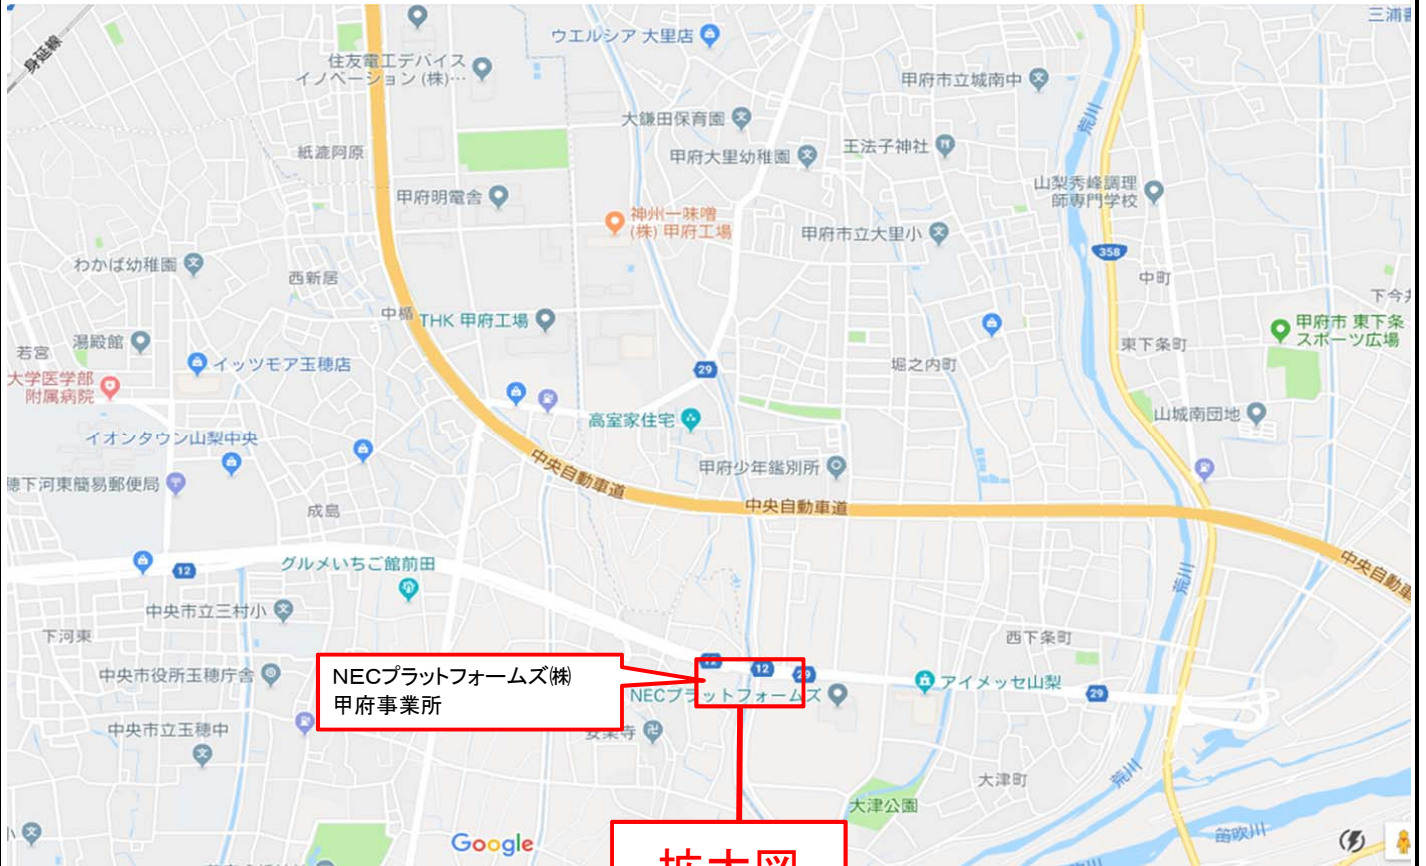 三浦
身延線
ウエルシア 大里店
住友電工デバイス
イノベーション (株)…
甲府市立城南中
荒川
大鎌田保育園
紙漉阿原
甲府大里幼稚園
王法子神社
甲府明電舎
山梨秀峰調理
師専門学校
神州一味噌
(株) 甲府工場
甲府市立大里小
358
わかば幼稚園
西新居
中町
下今
中楯
THK 甲府工場
甲府市 東下条
スポーツ広場
湯殿館
若宮
イッツモア玉穂店
東下条町
堀之内町
29
大学医学部
附属病院
高室家住宅
山城南団地
イオンタウン山梨中央
中央自動車道
甲府少年鑑別所
穂下河東簡易郵便局
成島
中央自動車道
グルメいちご館前田
中央自動車
12
荒川
中央市立三村小
下河東
西下条町
12
12
29
中央市役所玉穂庁舎
NECプラットフォームズ㈱
甲府事業所
NECプラットフォームズ
アイメッセ山梨
29
中央市立玉穂中
安楽寺
荒川
大津町
大津公園
Google
拡大図
笛吹川